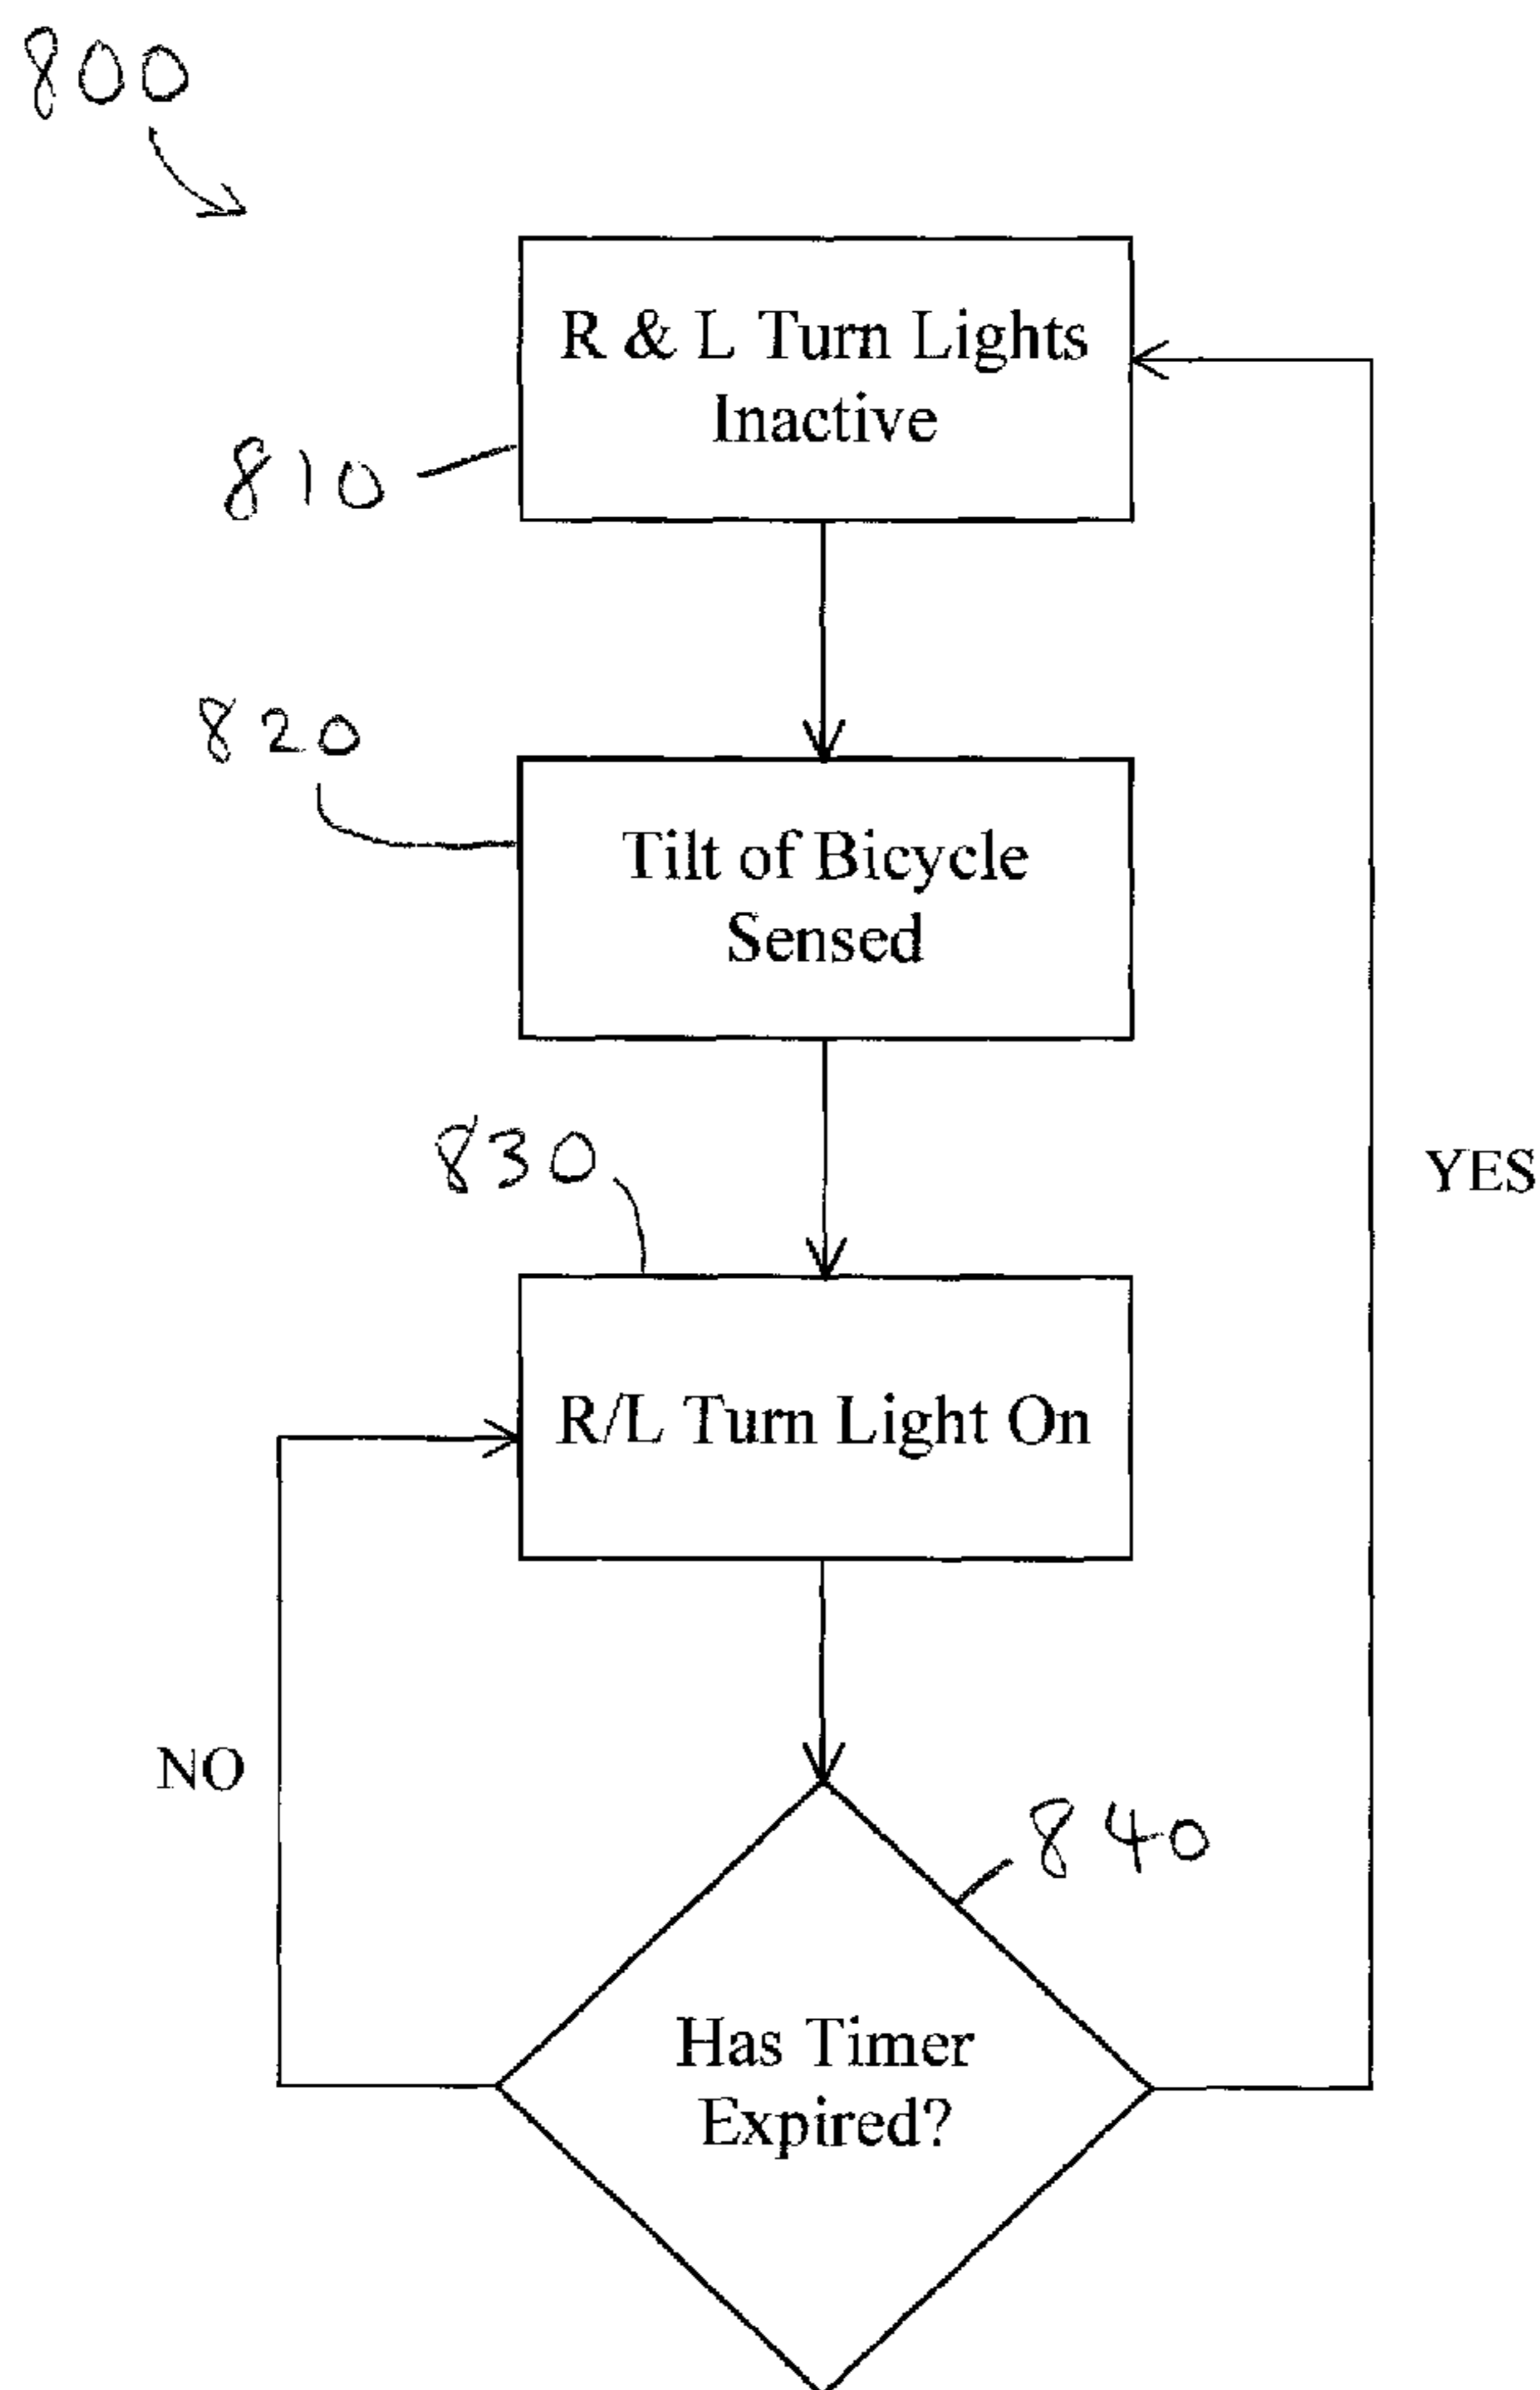 800
R & L Turn Lights
Inactive
810
820
Tilt of Bicycle
Sensed
830
YES
R/L Turn Light On
NO
840
Has Timer
Expired?